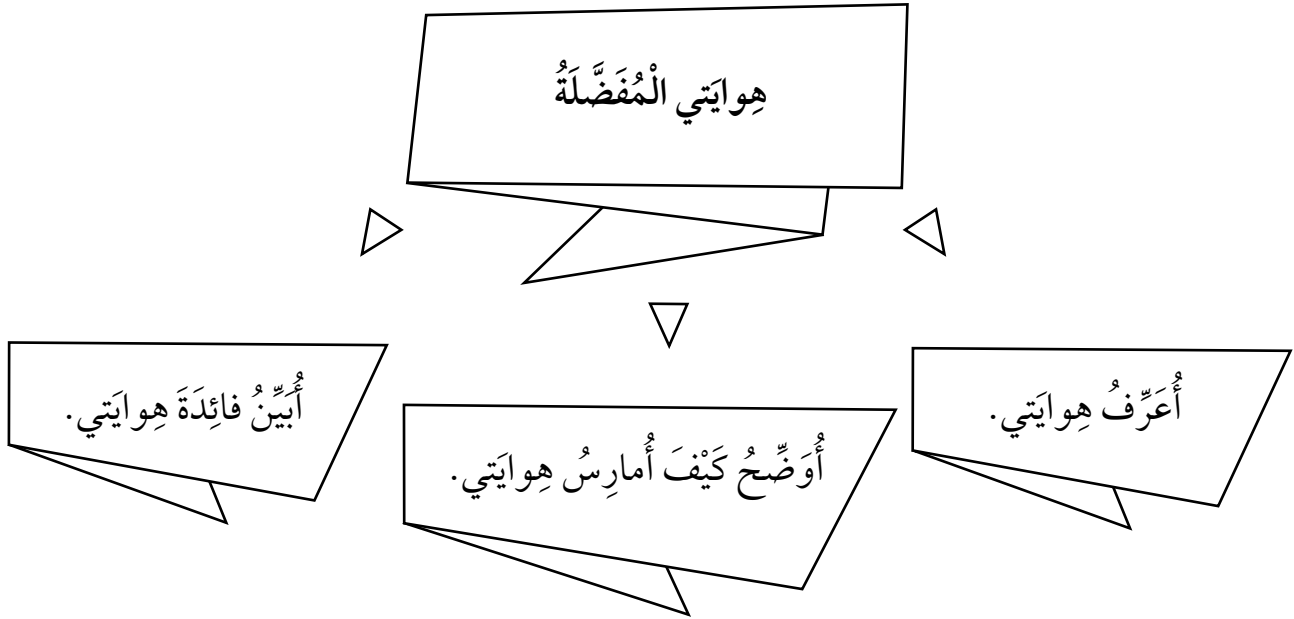 هِوايَتي الْمُفَضَّلَةُ
أُعَرِّفُ هِوايَتي.
أُوَضِّحُ كَيْفَ أُمارِسُ هِوايَتي.
أُبَيِّنُ فائِدَةَ هِوايَتي.